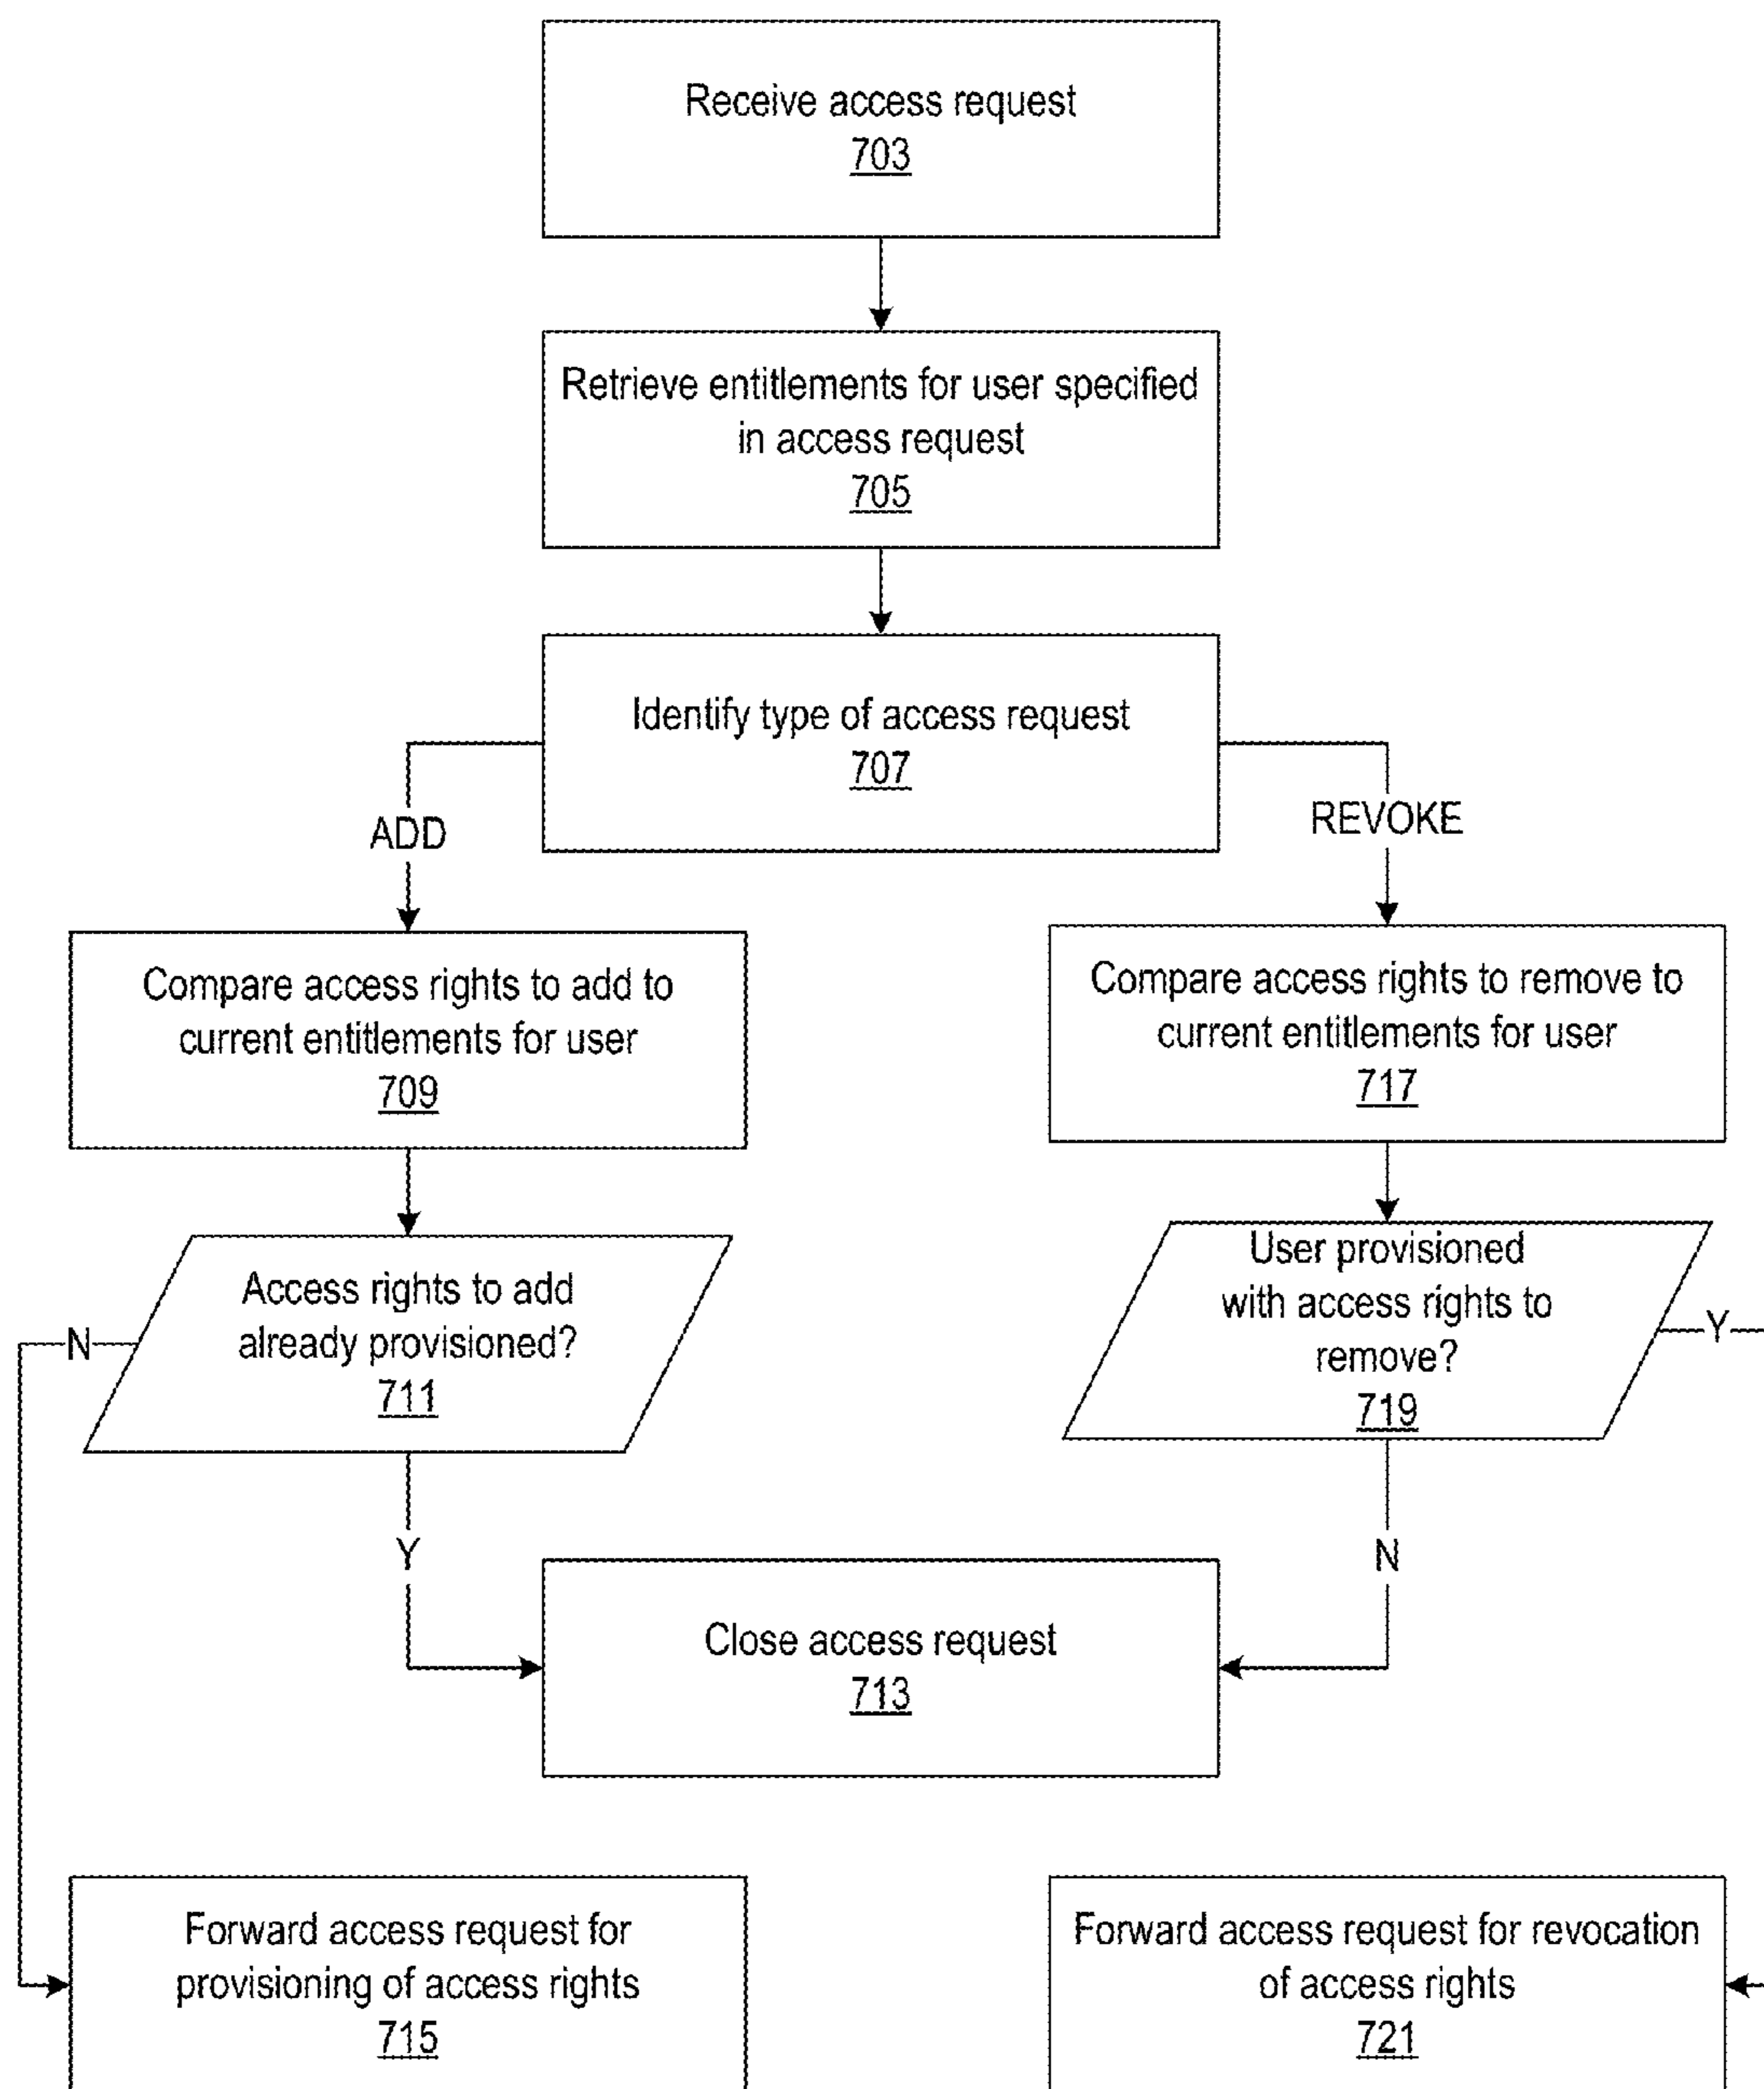 Receive access request
703
Retrieve entitlements for user specified
in access request
705
Identify type of access request
707
ADD
REVOKE
Compare access rights to add to
current entitlements for user
709
Compare access rights to remove to
current entitlements for user
717
Access rights to add
already provisioned?
711
N
User provisioned
with access rights to
remove?
719
Y
Y
N
Close access request
713
Forward access request for
provisioning of access rights
715
Forward access request for revocation
of access rights
721